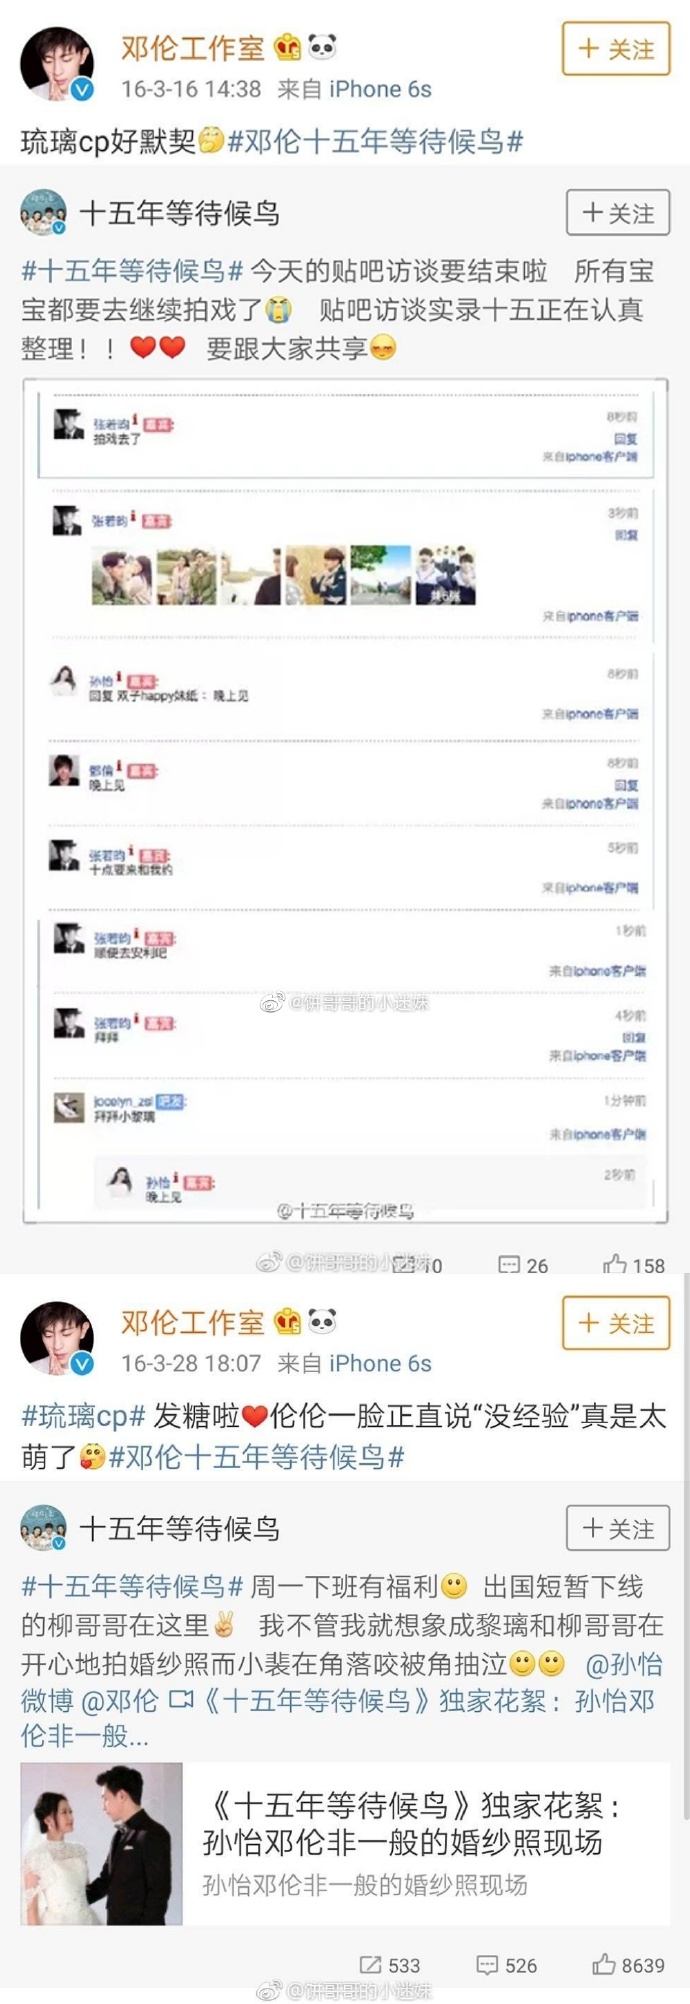 邓伦工作室
+ 关注
16-3-16 14:38 来自 iPhone 6s
琉璃cp好默契#邓伦十五年等待候鸟#
十五年等待候鸟
+ 关注
#十五年等待候鸟# 今天的贴吧访谈要结束啦 所有宝
宝都要去继续拍戏了 贴吧访谈实录十五正在认真
整理！！ 要跟大家共享
张若昀 嘉宾:
8秒前
拍戏去了
回复
来自iphone客户端
张若昀 嘉宾:
3秒前
回复
共6张
来自iphone客户端
孙怡 嘉宾:
8秒前
回复 双子happy妹纸： 晚上见
来自iphone客户端
鄧倫 嘉宾:
8秒前
晚上见
回复
来自iphone客户端
张若昀 嘉宾:
5秒前
十点要来和我约
来自iphone客户端
张若昀 嘉宾:
1秒前
顺便去安利吧
来自iphone客户端
@饼哥哥的小迷妹
张若昀 嘉宾:
4秒前
拜拜
回复
来自iphone客户端
jocelyn_zsl 吧友:
1分钟前
拜拜小黎璃
来自iphone客户端
孙怡 嘉宾:
2秒前
晚上见
@十五年等待候鸟
@饼哥哥的小迷妹
10 26 158
邓伦工作室
+ 关注
16-3-28 18:07 来自 iPhone 6s
#琉璃cp# 发糖啦伦伦一脸正直说“没经验”真是太
萌了#邓伦十五年等待候鸟#
十五年等待候鸟
+ 关注
#十五年等待候鸟# 周一下班有福利 出国短暂下线
的柳哥哥在这里 我不管我就想象成黎璃和柳哥哥在
开心地拍婚纱照而小裴在角落咬被角抽泣 @孙怡
微博 @邓伦 《十五年等待候鸟》独家花絮：孙怡邓
伦非一般...
《十五年等待候鸟》独家花絮：
孙怡邓伦非一般的婚纱照现场
孙怡邓伦非一般的婚纱照现场
533 526 8639
@饼哥哥的小迷妹